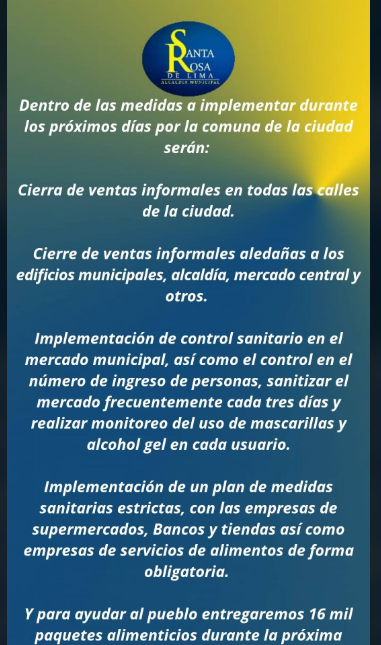 SANTA
ROSA
DE LIMA
ALCALDIA MUNICIPAL
Dentro de las medidas a implementar durante
los próximos días por la comuna de la ciudad
serán:
Cierra de ventas informales en todas las calles
de la ciudad.
Cierre de ventas informales aledañas a los
edificios municipales, alcaldía, mercado central y
otros.
Implementación de control sanitario en el
mercado municipal, así como el control en el
número de ingreso de personas, sanitizar el
mercado frecuentemente cada tres días y
realizar monitoreo del uso de mascarillas y
alcohol gel en cada usuario.
Implementación de un plan de medidas
sanitarias estrictas, con las empresas de
supermercados, Bancos y tiendas así como
empresas de servicios de alimentos de forma
obligatoria.
Y para ayudar al pueblo entregaremos 16 mil
paquetes alimenticios durante la próxima